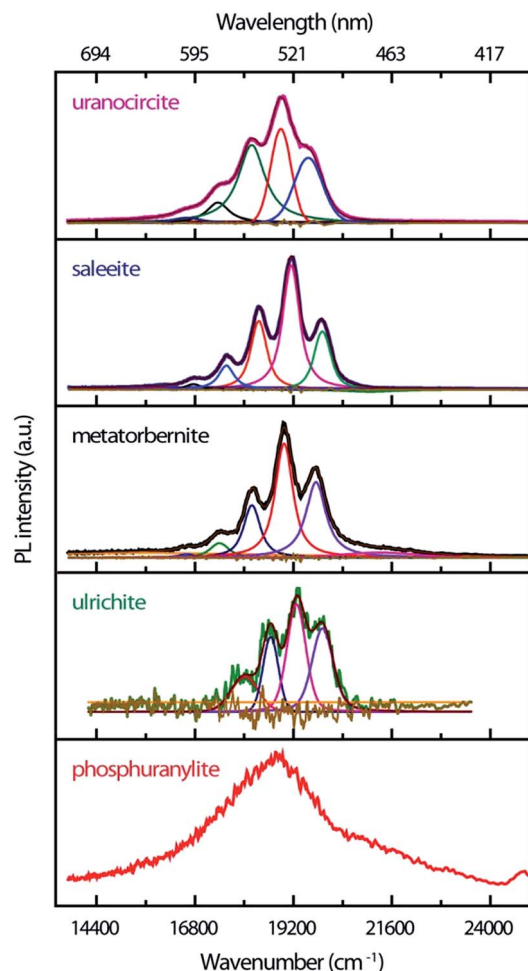 Wavelength (nm)
694 595 521 463 417
uranocircite
saleeite
metatorbernite
PL intensity (a.u.)
ulrichite
phosphuranylite
14400 16800 19200 21600 24000
Wavenumber (cm⁻¹)